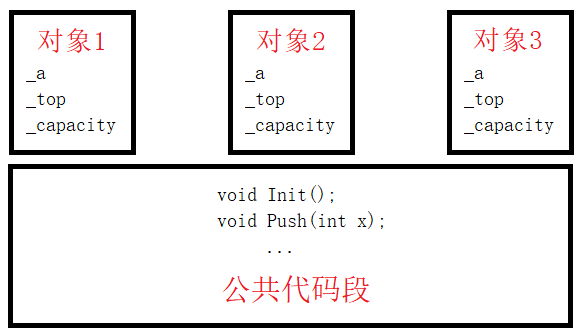 对象1
_a
_top
_capacity
对象2
_a
_top
_capacity
对象3
_a
_top
_capacity
void Init();
void Push(int x);
...
公共代码段